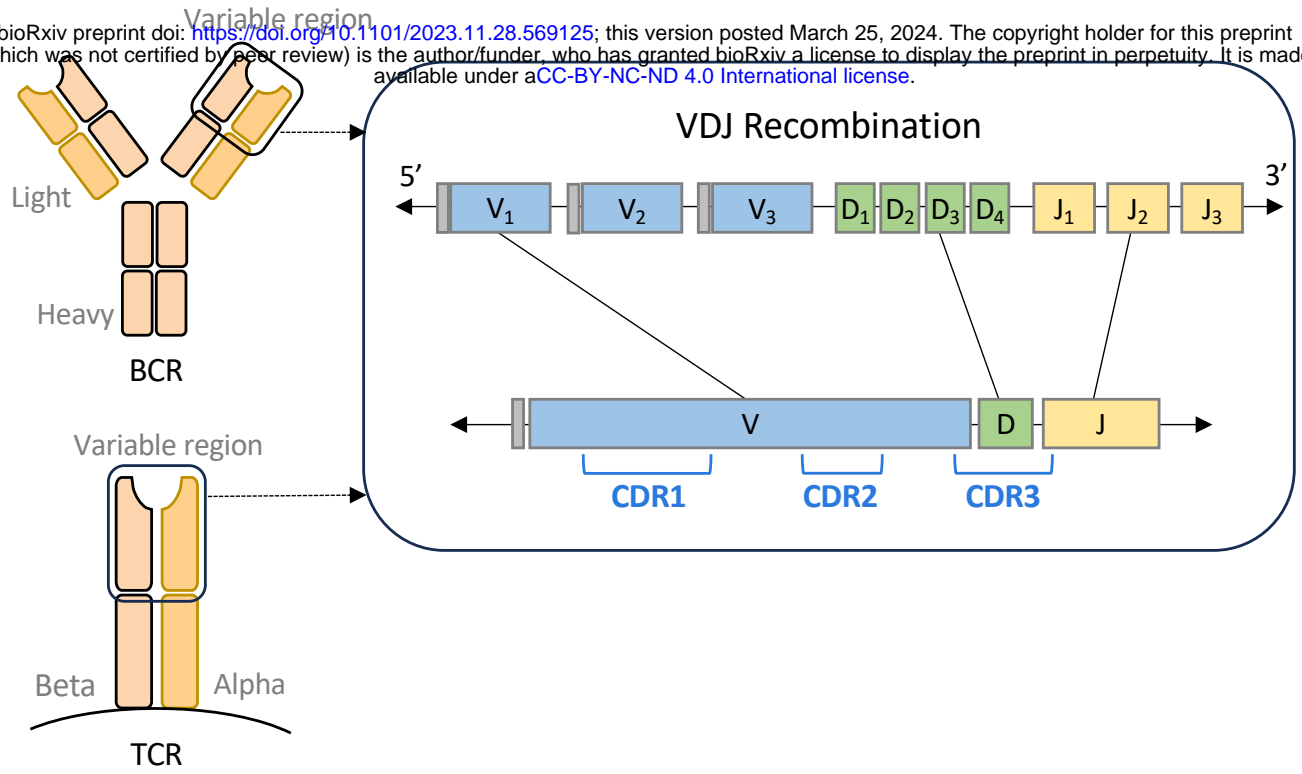 Variable region
bioRxiv preprint doi: https://doi.org/10.1101/2023.11.28.569125; this version posted March 25, 2024. The copyright holder for this preprint
which was not certified by peer review) is the author/funder, who has granted bioRxiv a license to display the preprint in perpetuity. It is made
available under aCC-BY-NC-ND 4.0 International license.
VDJ Recombination
5’ 3’
V₁ V₂ V₃ D₁ D₂ D₃ D₄ J₁ J₂ J₃
Light
Heavy
BCR
V D J
CDR1 CDR2 CDR3
Variable region
Beta Alpha
TCR